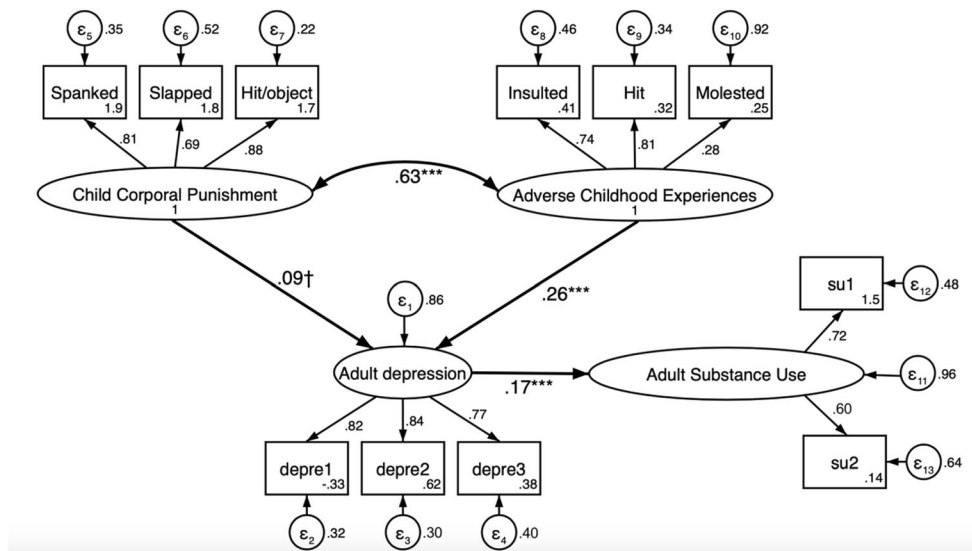 ε5 .35 ε6 .52 ε7 .22 ε8 .46 ε9 .34 ε10 .92
Spanked Slapped Hit/object Insulted Hit Molested
1.9 1.8 1.7 .41 .32 .25
.81 .69 .88 .74 .81 .28
Child Corporal Punishment .63*** Adverse Childhood Experiences
1 1
.09† .26***
ε1 .86
su1 ε12 .48
1.5
.72
Adult depression .17*** Adult Substance Use ε11 .96
.82 .84 .77 .60
depre1 depre2 depre3 su2 ε13 .64
-.33 .62 .38 .14
ε2 .32 ε3 .30 ε4 .40